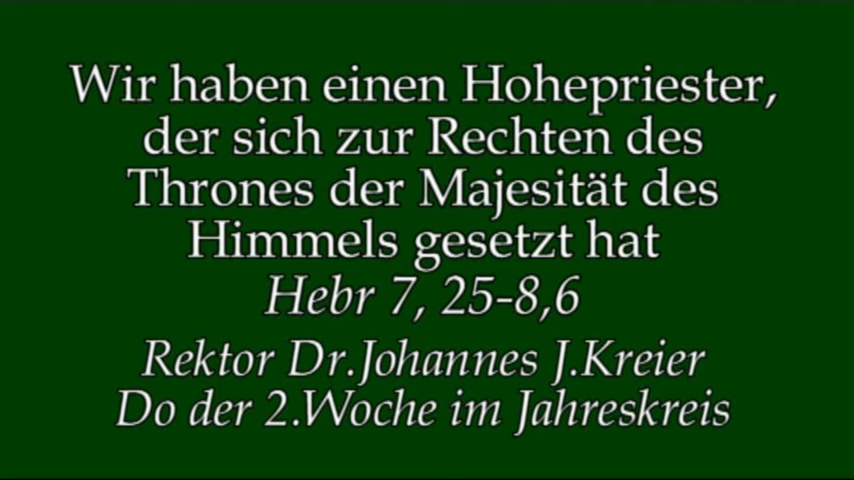 Wir haben einen Hohepriester,
der sich zur Rechten des
Thrones der Majesität des
Himmels gesetzt hat
Hebr 7, 25-8,6
Rektor Dr.Johannes J.Kreier
Do der 2.Woche im Jahreskreis